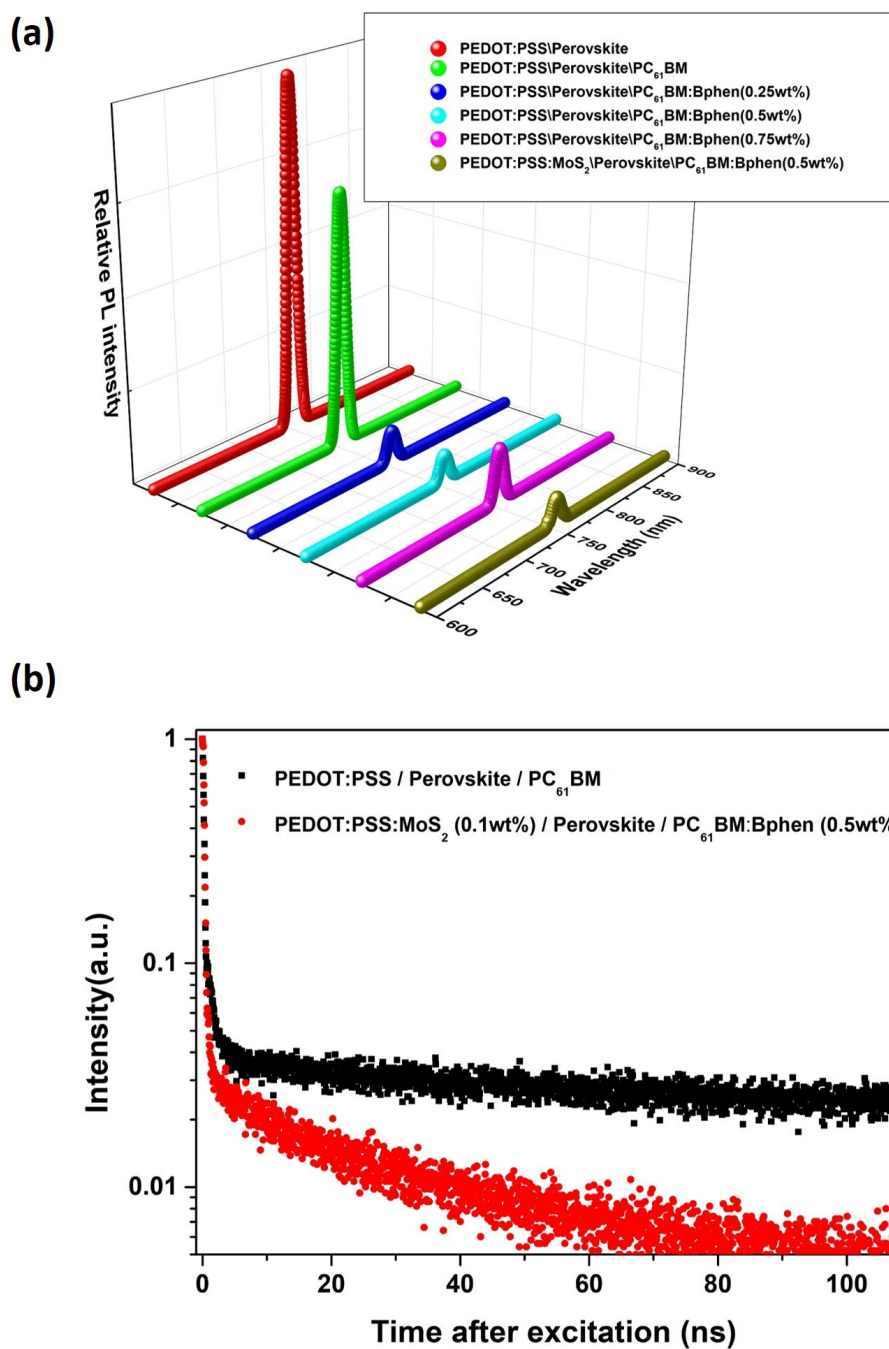 (a)
PEDOT:PSS\Perovskite
PEDOT:PSS\Perovskite\PC61BM
PEDOT:PSS\Perovskite\PC61BM:Bphen(0.25wt%)
PEDOT:PSS\Perovskite\PC61BM:Bphen(0.5wt%)
PEDOT:PSS\Perovskite\PC61BM:Bphen(0.75wt%)
PEDOT:PSS:MoS2\Perovskite\PC61BM:Bphen(0.5wt%)
Relative PL intensity
900
850
800
750
700
650
600
Wavelength (nm)
(b)
1
0.1
0.01
Intensity(a.u.)
PEDOT:PSS / Perovskite / PC61BM
PEDOT:PSS:MoS2 (0.1wt%) / Perovskite / PC61BM:Bphen (0.5wt%
0 20 40 60 80 100
Time after excitation (ns)